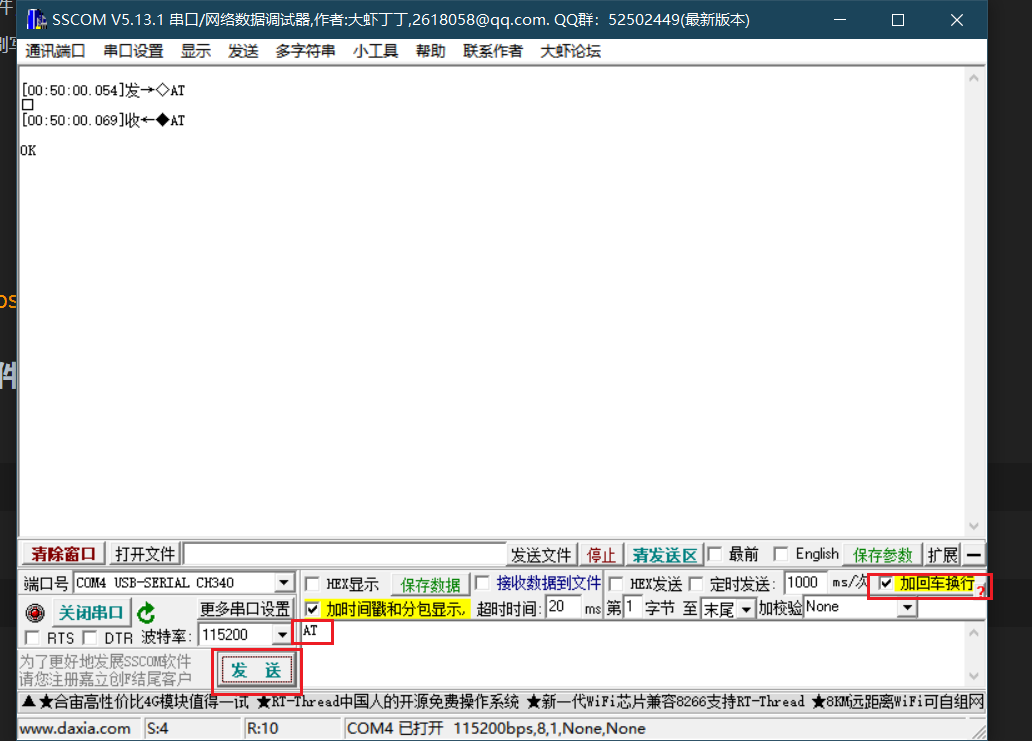 SSCOM V5.13.1 串口/网络数据调试器,作者:大虾丁丁,2618058@qq.com. QQ群：52502449(最新版本)
通讯端口 串口设置 显示 发送 多字符串 小工具 帮助 联系作者 大虾论坛
[00:50:00.054]发→◇AT
□
[00:50:00.069]收←◆AT
OK
清除窗口 打开文件 发送文件 停止 清发送区 最前 English 保存参数 扩展 —
端口号 COM4 USB-SERIAL CH340 HEX显示 保存数据 接收数据到文件 HEX发送 定时发送: 1000 ms/次 加回车换行
关闭串口 更多串口设置 加时间戳和分包显示, 超时时间: 20 ms 第 1 字节 至 末尾 加校验 None
RTS DTR 波特率: 115200 AT
为了更好地发展SSCOM软件
请您注册嘉立创F结尾客户
发 送
▲★合宙高性价比4G模块值得一试 ★RT-Thread中国人的开源免费操作系统 ★新一代WiFi芯片兼容8266支持RT-Thread ★8KM远距离WiFi可自组网
www.daxia.com S:4 R:10 COM4 已打开 115200bps,8,1,None,None